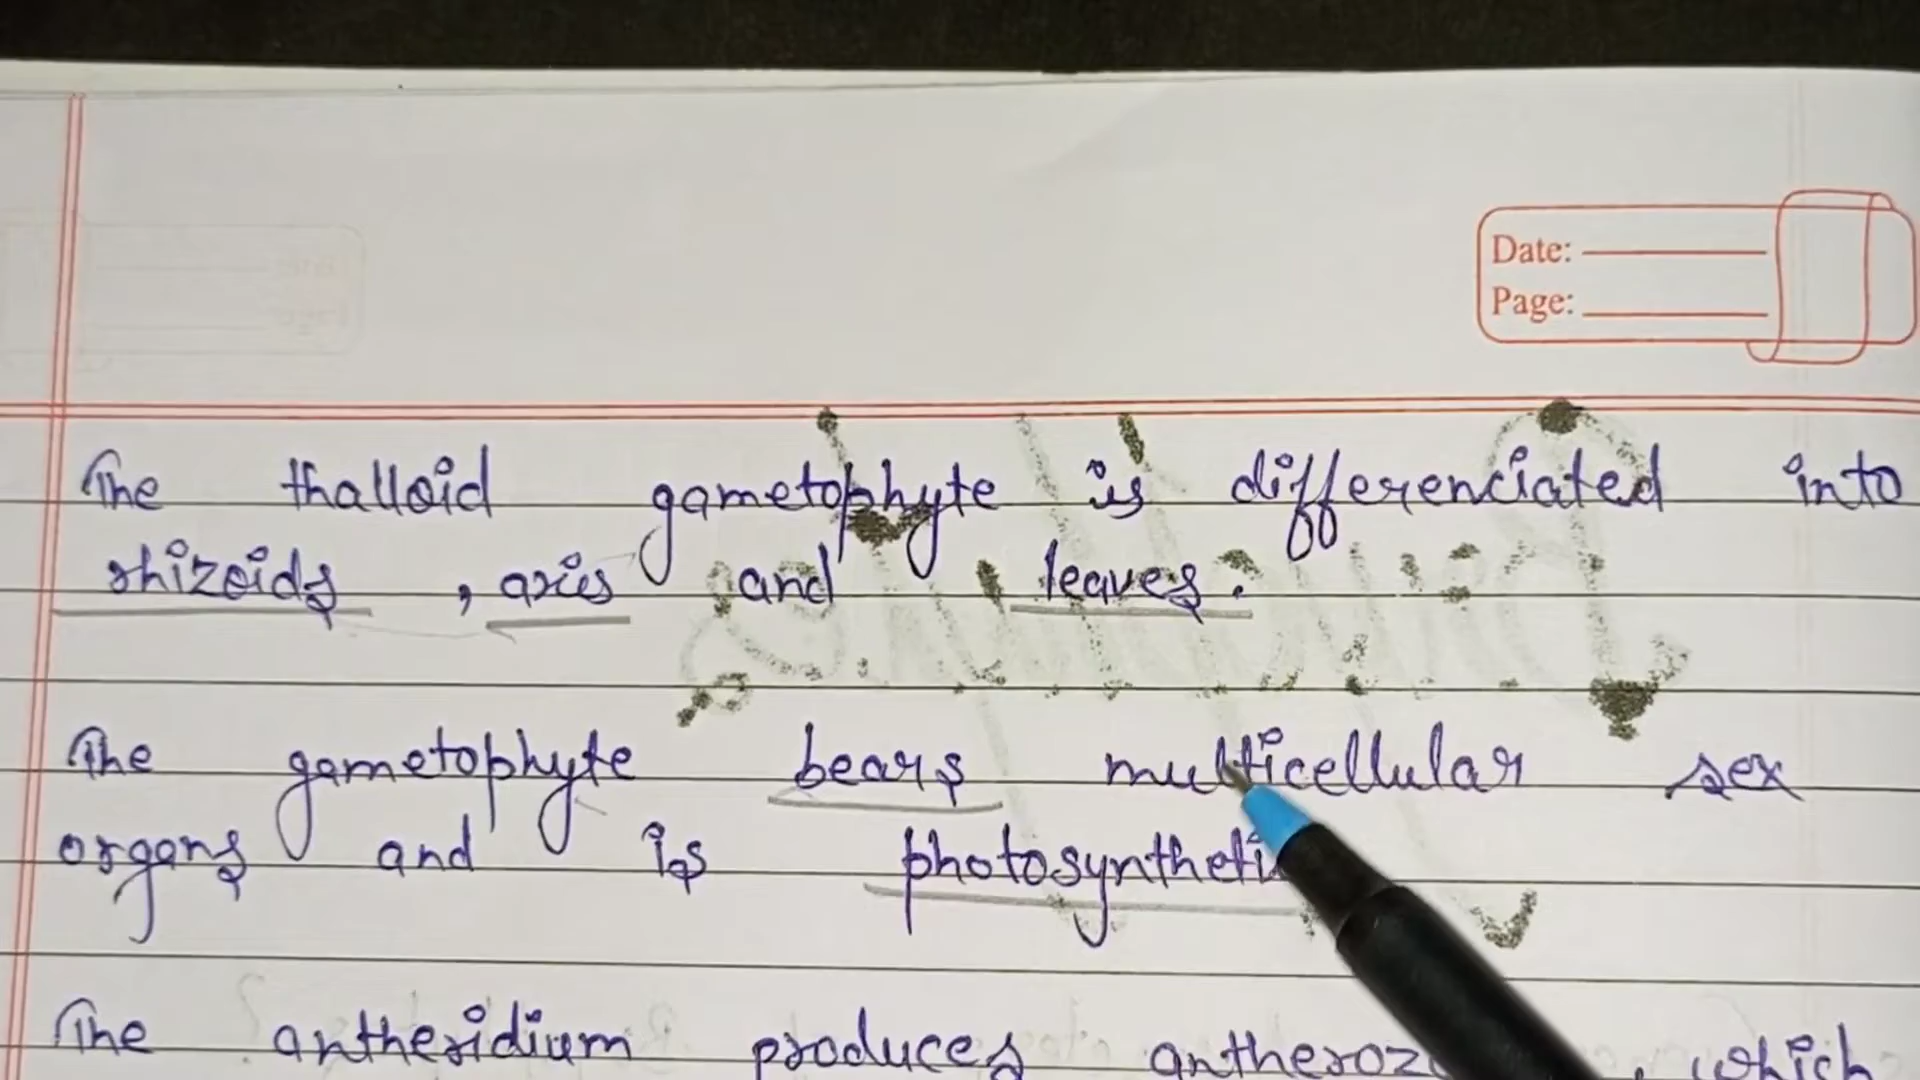 Date:
Page:
The thalloid gametophyte is differenciated into
rhizoids , axis and leaves .
The gametophyte bears multicellular sex
organs and is
The antheridium produces , which